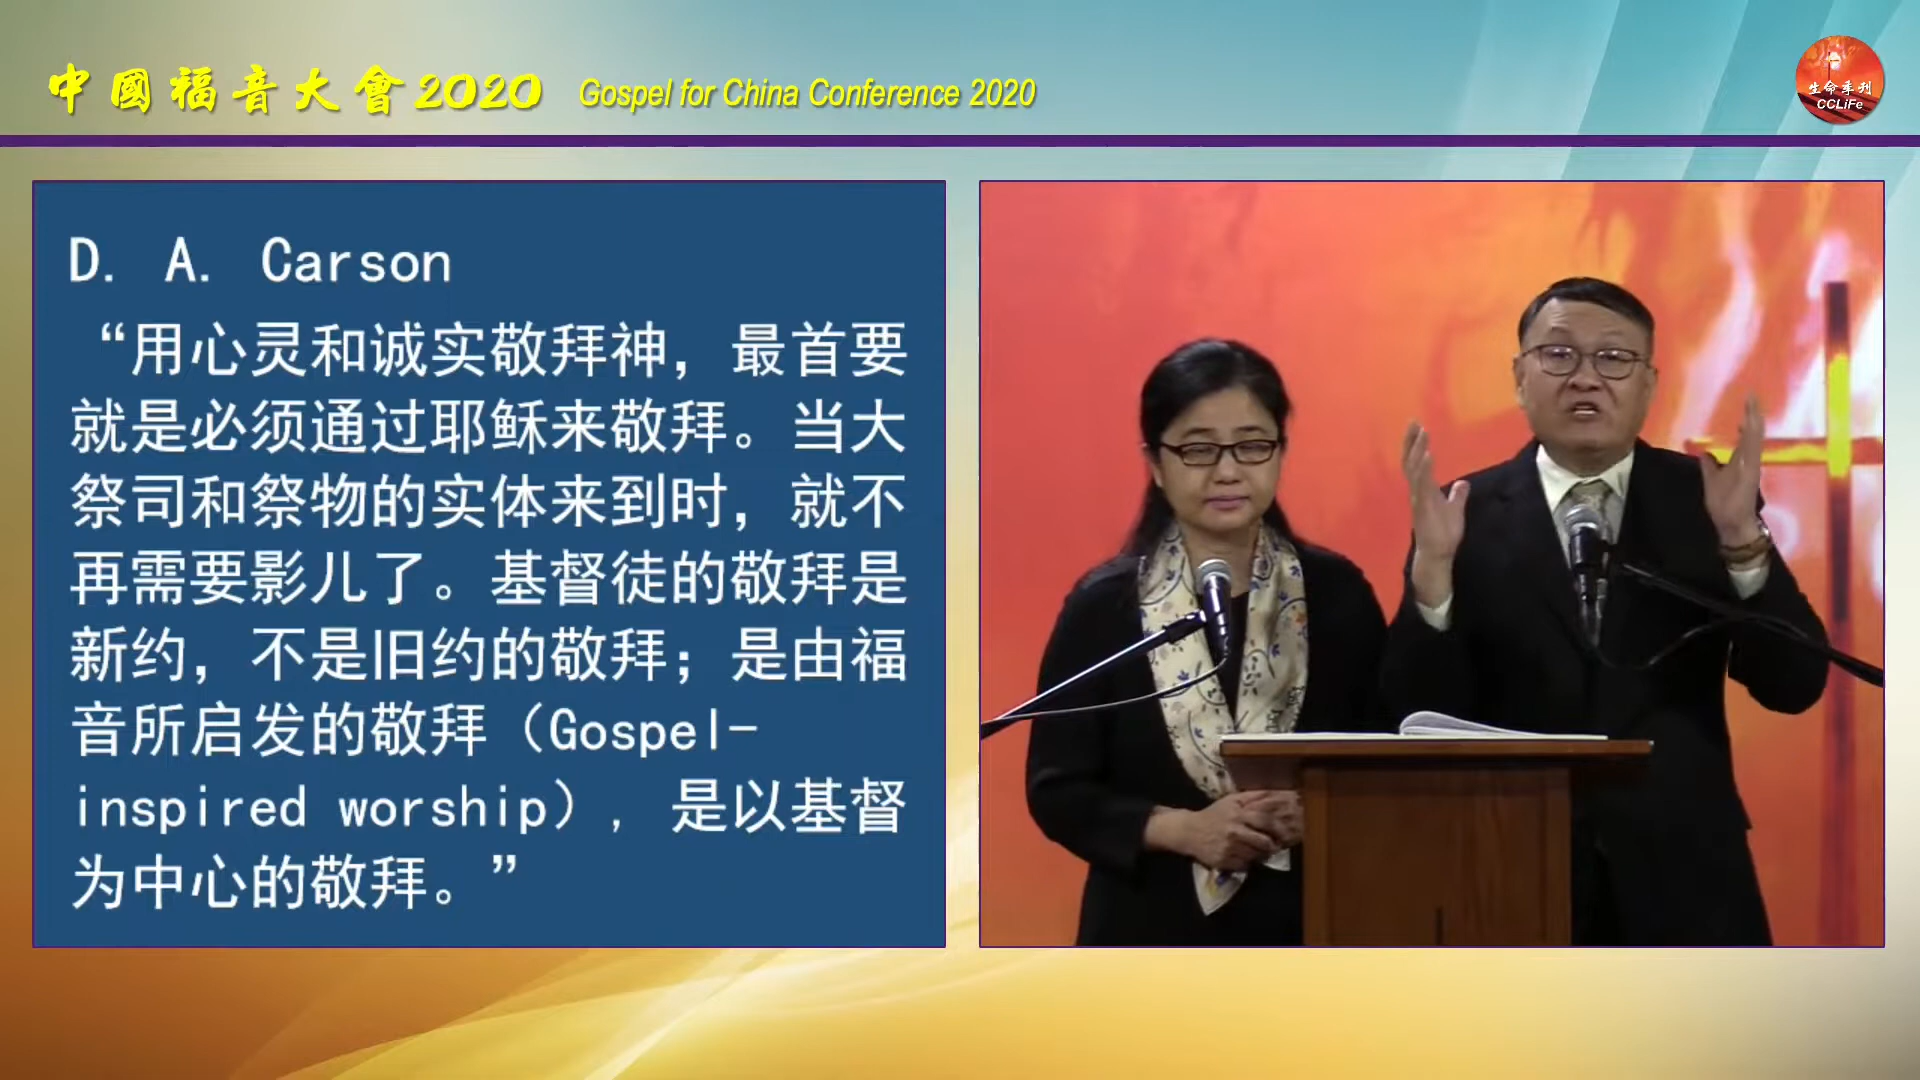 中國福音大會2020 Gospel for China Conference 2020
生命季刊
CCLiFe
D. A. Carson
“用心灵和诚实敬拜神，最首要
就是必须通过耶稣来敬拜。当大
祭司和祭物的实体来到时，就不
再需要影儿了。基督徒的敬拜是
新约，不是旧约的敬拜；是由福
音所启发的敬拜（Gospel-
inspired worship），是以基督
为中心的敬拜。”